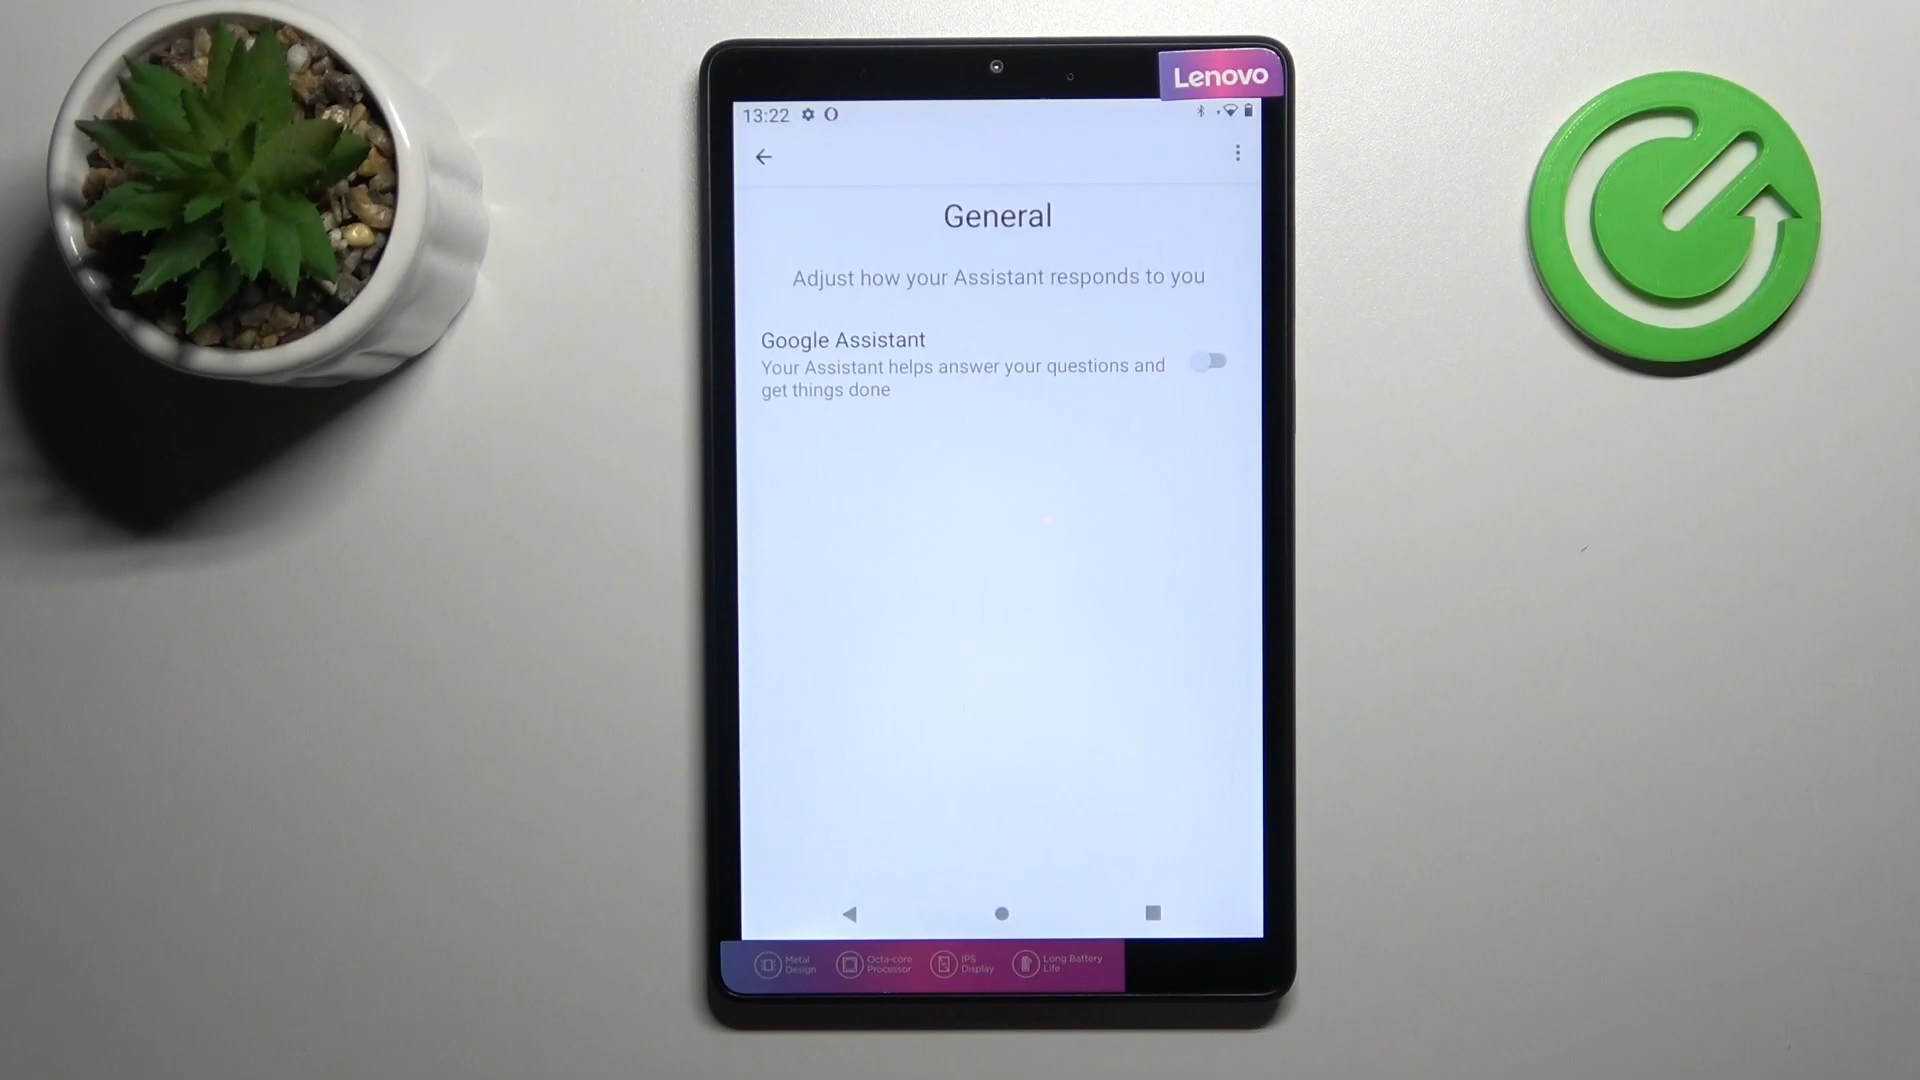 Lenovo
13:22
General
Adjust how your Assistant responds to you
Google Assistant
Your Assistant helps answer your questions and
get things done
Metal
Design
Octa-core
Processor
IPS
Display
Long Battery
Life